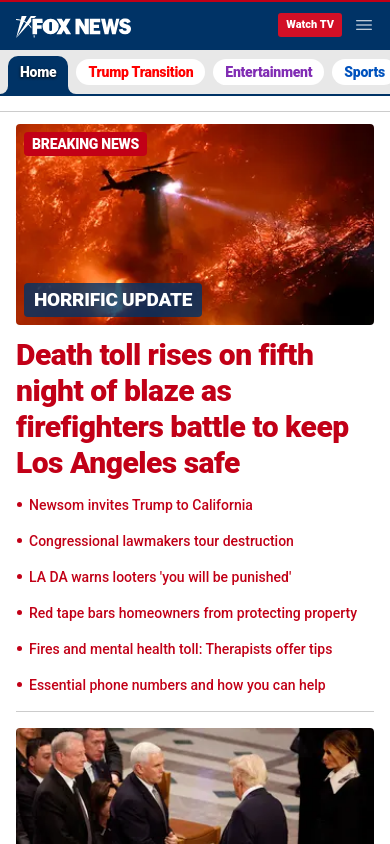 FOX NEWS
Watch TV
Home
Trump Transition
Entertainment
Sports
BREAKING NEWS
HORRIFIC UPDATE
Death toll rises on fifth
night of blaze as
firefighters battle to keep
Los Angeles safe
• Newsom invites Trump to California
• Congressional lawmakers tour destruction
• LA DA warns looters 'you will be punished'
• Red tape bars homeowners from protecting property
• Fires and mental health toll: Therapists offer tips
• Essential phone numbers and how you can help